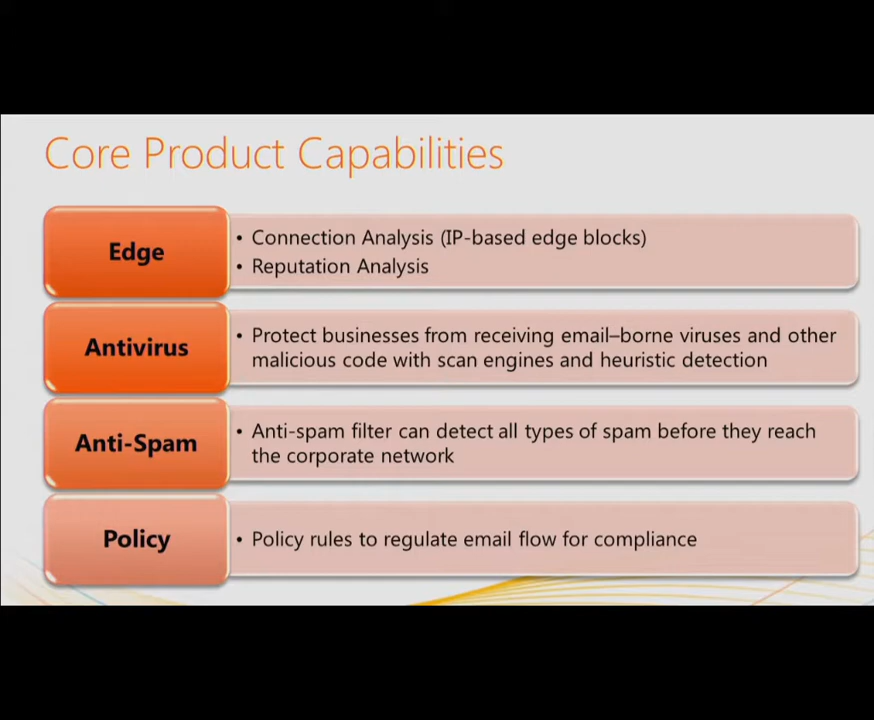 Core Product Capabilities
Edge
• Connection Analysis (IP-based edge blocks)
• Reputation Analysis
Antivirus
• Protect businesses from receiving email–borne viruses and other
malicious code with scan engines and heuristic detection
Anti-Spam
• Anti-spam filter can detect all types of spam before they reach
the corporate network
Policy
• Policy rules to regulate email flow for compliance